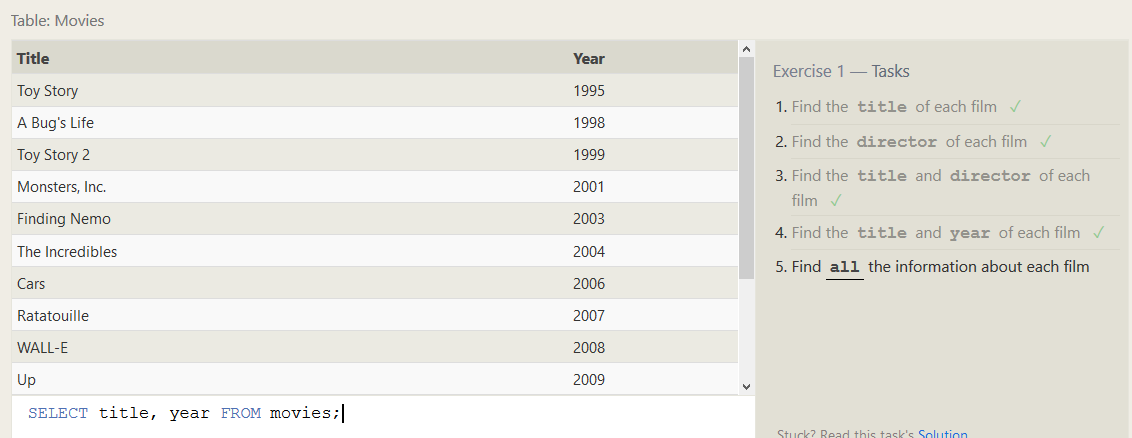 Table: Movies
Title Year
Toy Story 1995
A Bug's Life 1998
Toy Story 2 1999
Monsters, Inc. 2001
Finding Nemo 2003
The Incredibles 2004
Cars 2006
Ratatouille 2007
WALL-E 2008
Up 2009
SELECT title, year FROM movies;
Exercise 1 — Tasks
1. Find the title of each film ✓
2. Find the director of each film ✓
3. Find the title and director of each
film ✓
4. Find the title and year of each film ✓
5. Find all the information about each film
Stuck? Read this task's Solution